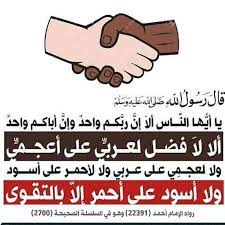 قال رسول الله ﷺ
يا أيُّها النَّاس ألا إنَّ ربَّكم واحدٌ وإنَّ أباكم واحدٌ
ألا لا فضل لعربيٍّ على أعجميٍّ
ولا لعجمي على عربي ولا لأحمر على أسود
ولا أسود على أحمر إلا بالتقوى
رواه الإمام أحمد (22391) وهو في السلسلة الصحيحة (2700)